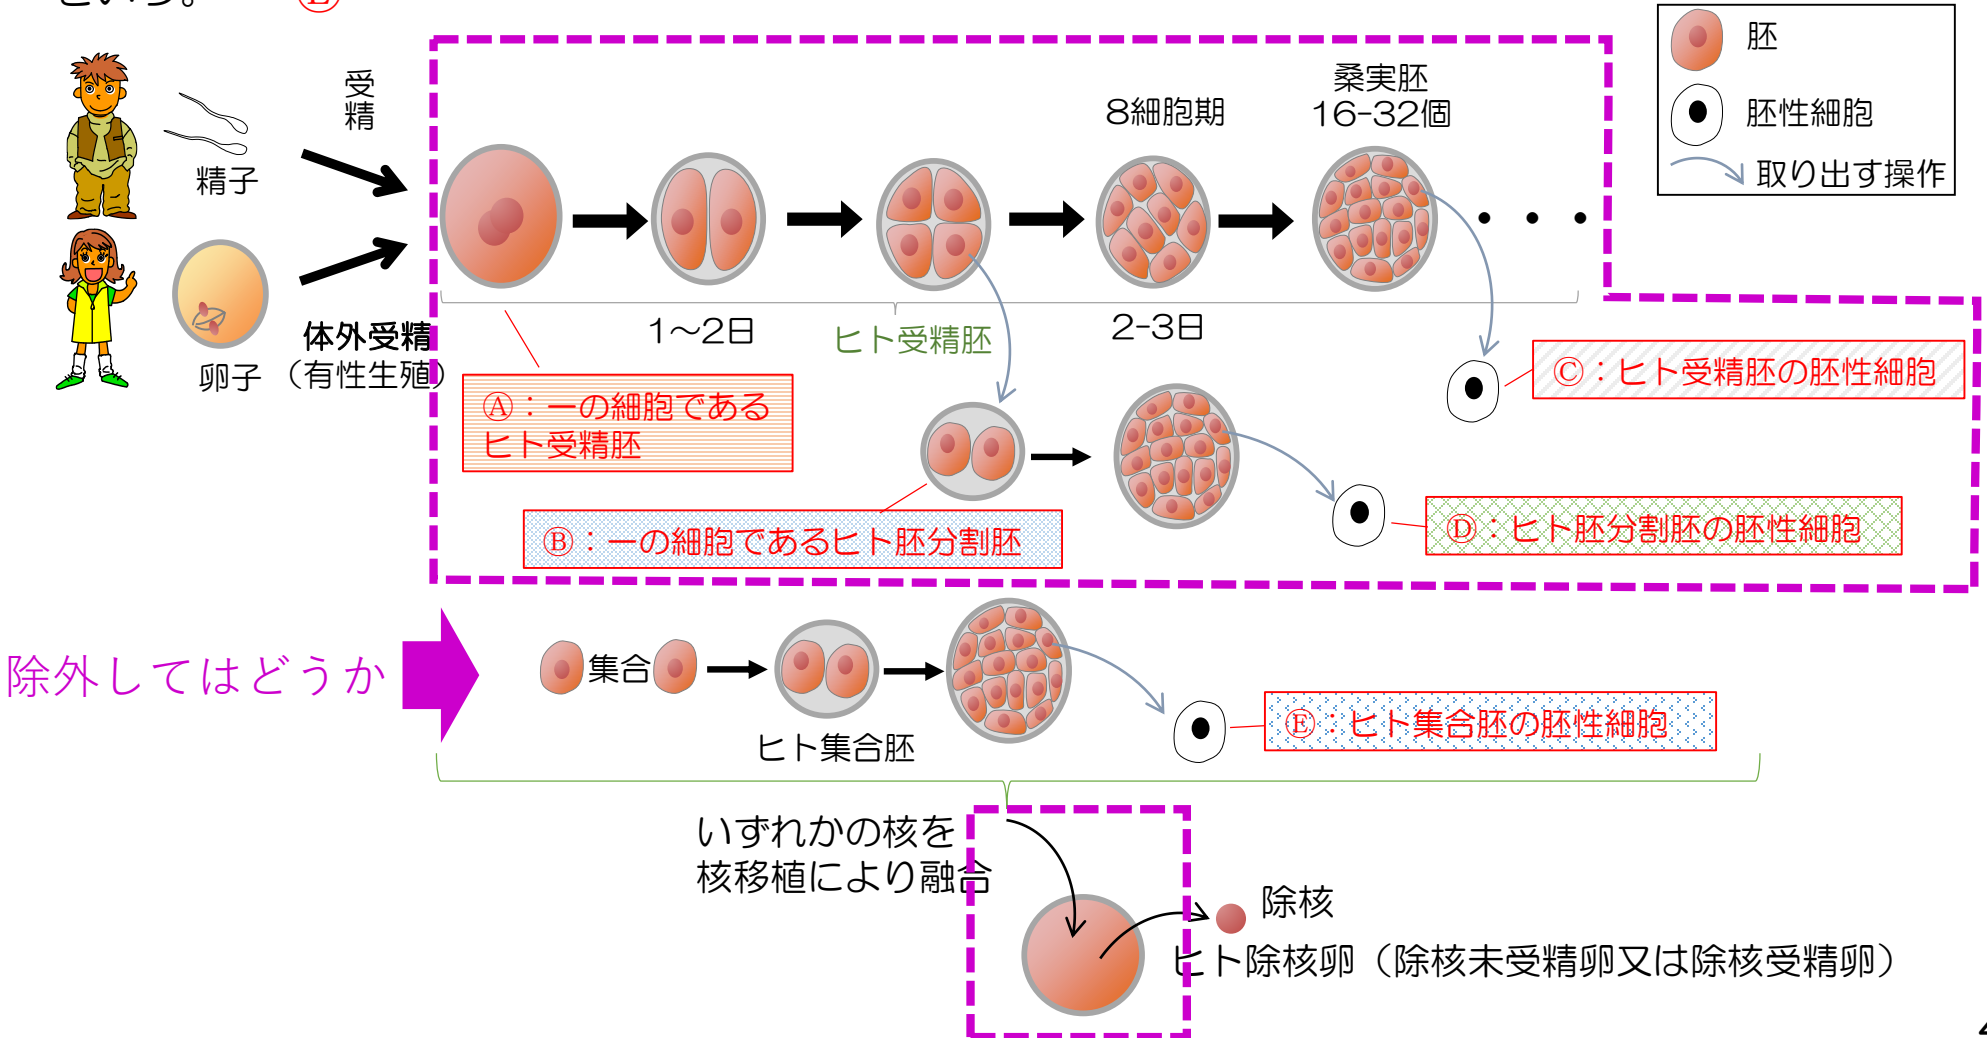 という。
Ⓔ
胚
胚性細胞
取り出す操作
受精
精子
卵子
体外受精
（有性生殖）
8細胞期
桑実胚
16-32個
・・・
1～2日
ヒト受精胚
2-3日
Ⓐ：一の細胞である
ヒト受精胚
Ⓒ：ヒト受精胚の胚性細胞
Ⓑ：一の細胞であるヒト胚分割胚
Ⓓ：ヒト胚分割胚の胚性細胞
除外してはどうか
集合
ヒト集合胚
Ⓔ：ヒト集合胚の胚性細胞
いずれかの核を
核移植により融合
除核
ヒト除核卵（除核未受精卵又は除核受精卵）